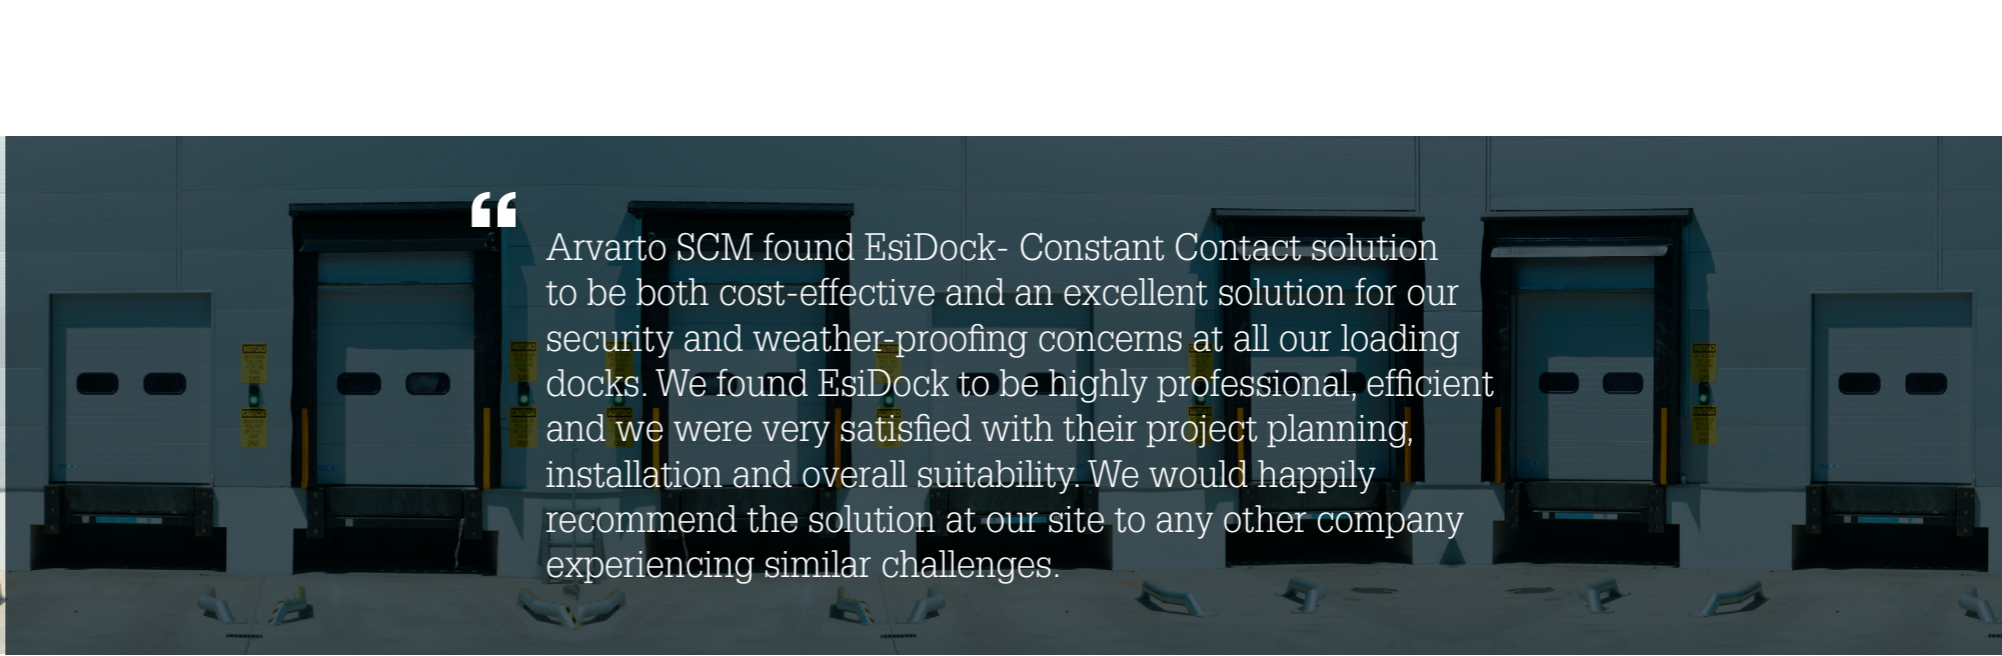 “
Arvarto SCM found EsiDock- Constant Contact solution
to be both cost-effective and an excellent solution for our
security and weather-proofing concerns at all our loading
docks. We found EsiDock to be highly professional, efficient
and we were very satisfied with their project planning,
installation and overall suitability. We would happily
recommend the solution at our site to any other company
experiencing similar challenges.